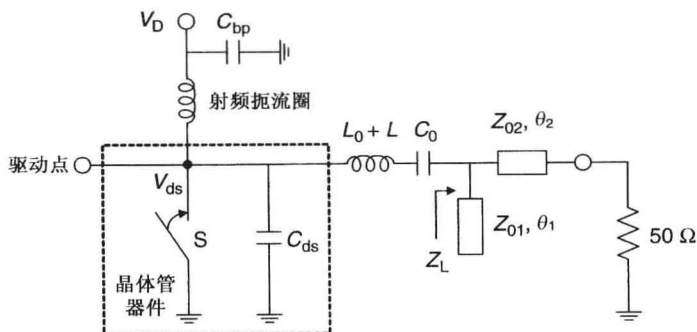 V_D
C_bp
射频扼流圈
L_0 + L
C_0
Z_02, θ_2
驱动点
V_ds
S
C_ds
Z_L
Z_01, θ_1
50 Ω
晶体管
器件